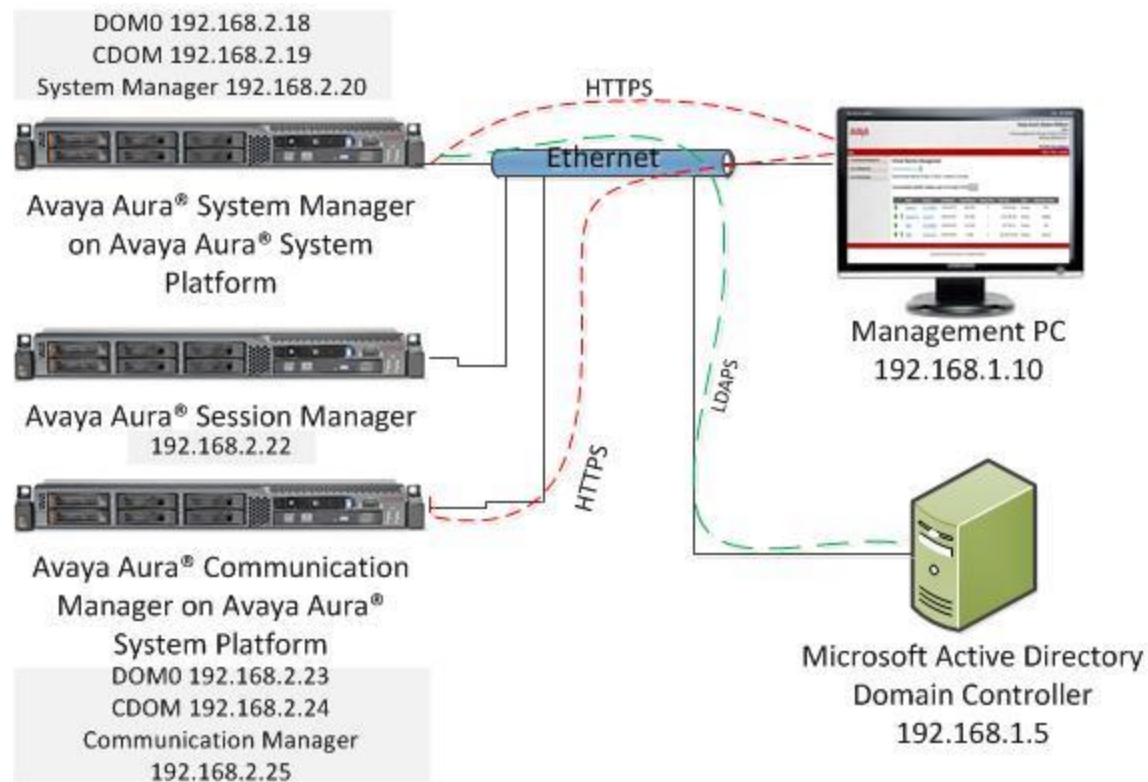 DOM0 192.168.2.18
CDOM 192.168.2.19
System Manager 192.168.2.20
HTTPS
Ethernet
Avaya Aura® System Manager
on Avaya Aura® System
Platform
Management PC
192.168.1.10
LDAPS
Avaya Aura® Session Manager
192.168.2.22
HTTPS
Avaya Aura® Communication
Manager on Avaya Aura®
System Platform
DOM0 192.168.2.23
CDOM 192.168.2.24
Communication Manager
192.168.2.25
Microsoft Active Directory
Domain Controller
192.168.1.5